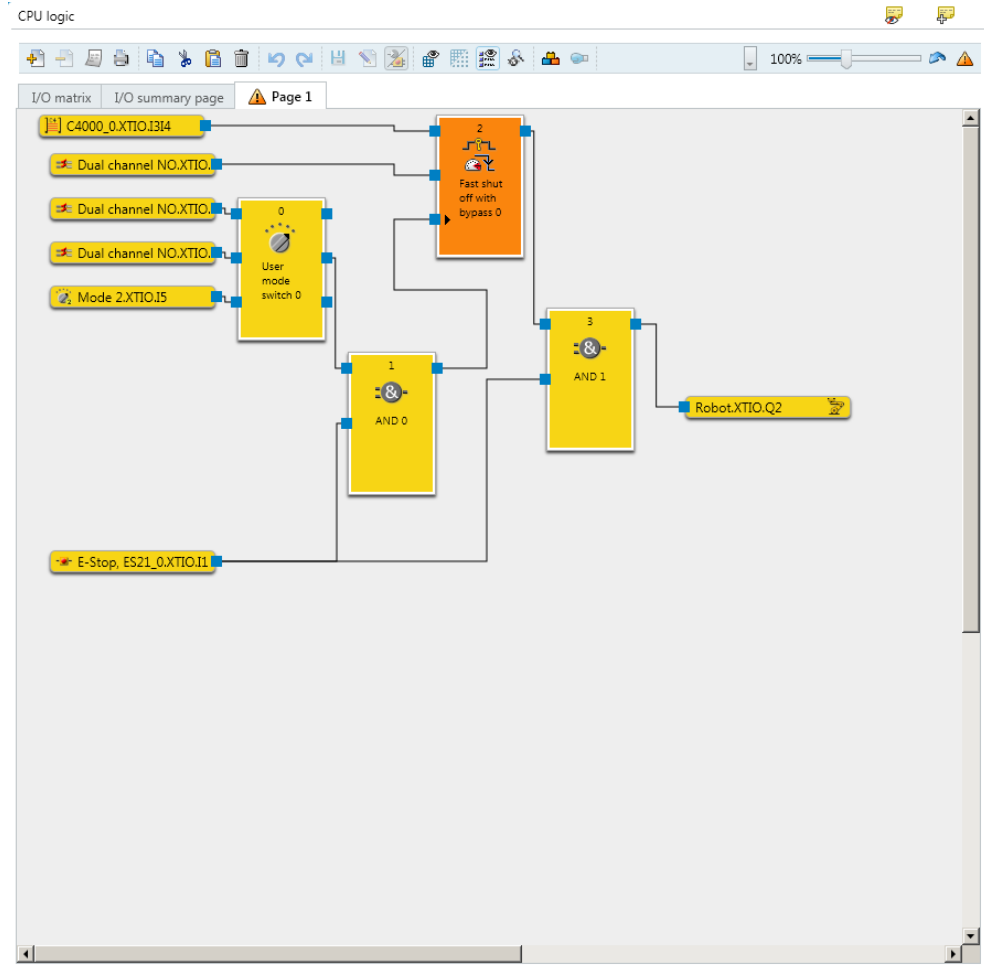 CPU logic
100%
I/O matrix
I/O summary page
Page 1
C4000_0.XTIO.I3I4
Dual channel NO.XTIO.
Dual channel NO.XTIO.
Dual channel NO.XTIO.
Mode 2.XTIO.I5
0
User
mode
switch 0
2
Fast shut
off with
bypass 0
1
&
AND 0
3
&
AND 1
Robot.XTIO.Q2
E-Stop, ES21_0.XTIO.I1